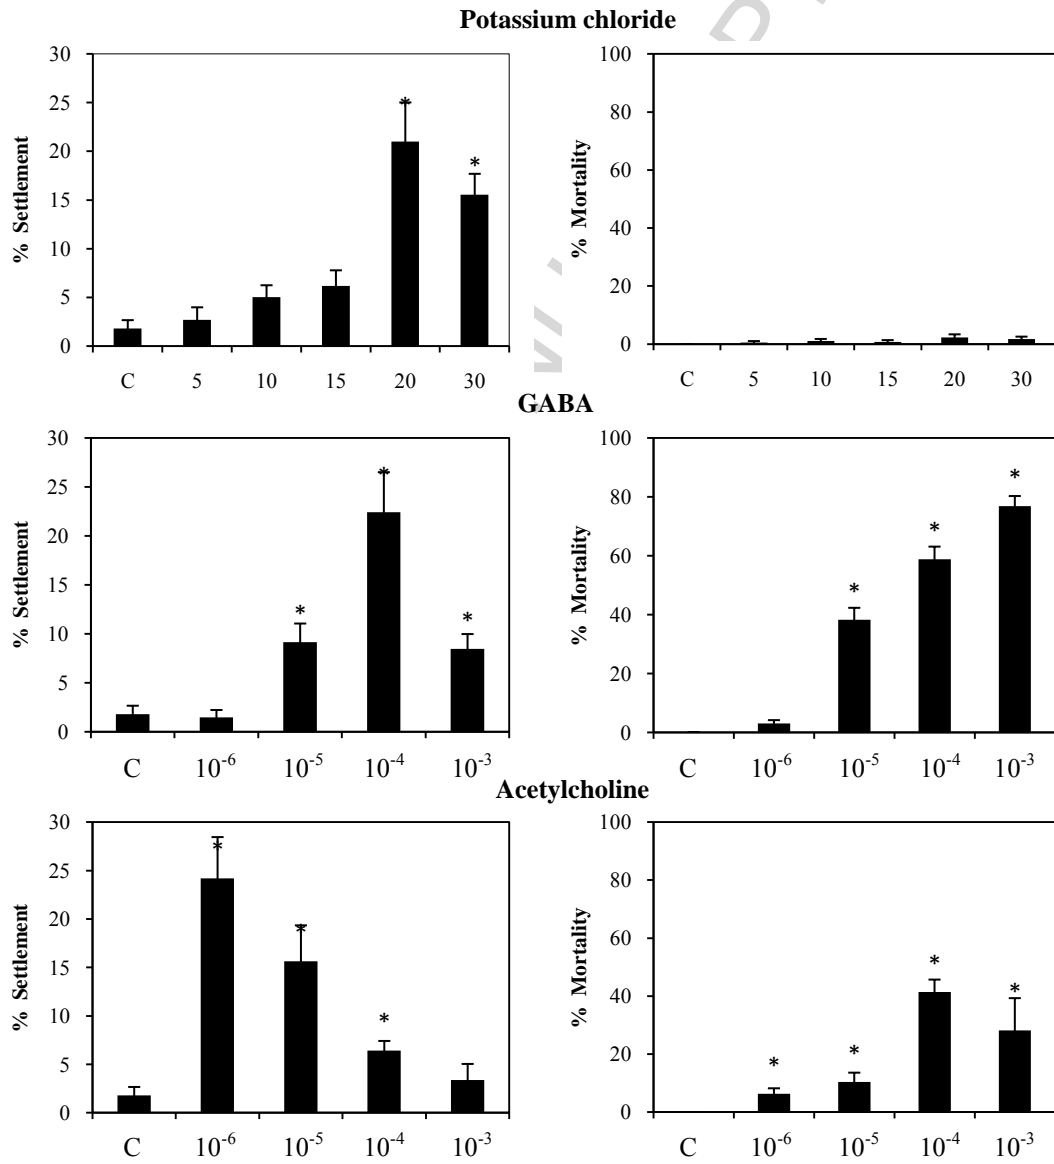 Potassium chloride
30
25
20
15
10
5
0
% Settlement
* *
C 5 10 15 20 30
100
80
60
40
20
0
% Mortality
C 5 10 15 20 30
GABA
30
25
20
15
10
5
0
% Settlement
* * *
C 10⁻⁶ 10⁻⁵ 10⁻⁴ 10⁻³
100
80
60
40
20
0
% Mortality
* * *
C 10⁻⁶ 10⁻⁵ 10⁻⁴ 10⁻³
Acetylcholine
30
25
20
15
10
5
0
% Settlement
* * *
C 10⁻⁶ 10⁻⁵ 10⁻⁴ 10⁻³
100
80
60
40
20
0
% Mortality
* * * *
C 10⁻⁶ 10⁻⁵ 10⁻⁴ 10⁻³